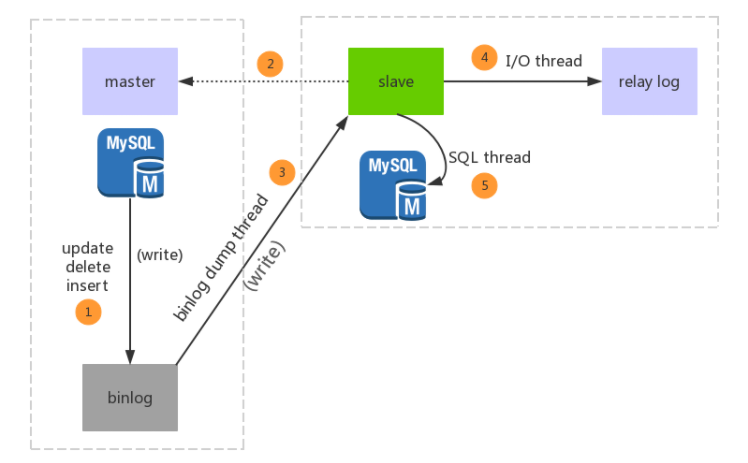 master
2
slave
4
I/O thread
relay log
MySQL
M
update
delete
insert
(write)
1
binlog
3
binlog dump thread
(write)
SQL thread
MySQL
M
5